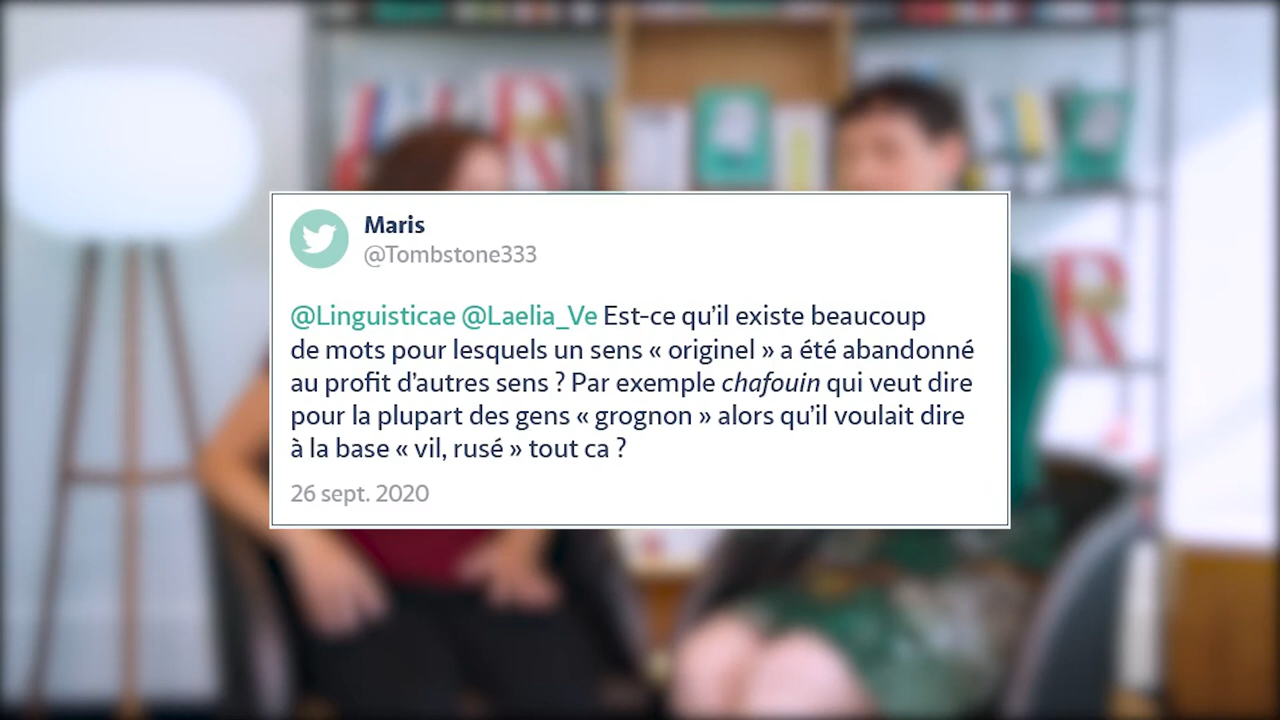 Maris
@Tombstone333
@Linguisticae @Laelia_Ve Est-ce qu’il existe beaucoup
de mots pour lesquels un sens « originel » a été abandonné
au profit d’autres sens ? Par exemple chafouin qui veut dire
pour la plupart des gens « grognon » alors qu’il voulait dire
à la base « vil, rusé » tout ca ?
26 sept. 2020